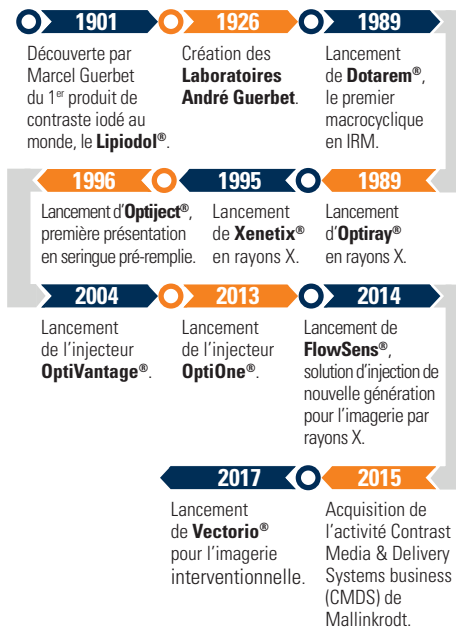 1901
Découverte par
Marcel Guerbet
du 1er produit de
contraste iodé au
monde, le Lipiodol®.
1926
Création des
Laboratoires
André Guerbet.
1989
Lancement
de Dotarem®,
le premier
macrocyclique
en IRM.
1989
Lancement
d’Optiray®
en rayons X.
1995
Lancement
de Xenetix®
en rayons X.
1996
Lancement d’Optiject®,
première présentation
en seringue pré-remplie.
2004
Lancement
de l’injecteur
OptiVantage®.
2013
Lancement
de l’injecteur
OptiOne®.
2014
Lancement de
FlowSens®,
solution d’injection de
nouvelle génération
pour l’imagerie par
rayons X.
2015
Acquisition de
l’activité Contrast
Media & Delivery
Systems business
(CMDS) de
Mallinkrodt.
2017
Lancement
de Vectorio®
pour l’imagerie
interventionnelle.